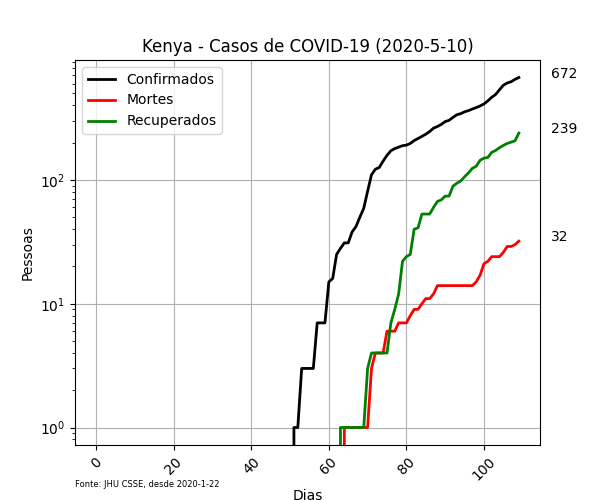 Kenya - Casos de COVID-19 (2020-5-10)
Confirmados
Mortes
Recuperados
672
239
32
10²
10¹
10⁰
Pessoas
0
20
40
60
80
100
Dias
Fonte: JHU CSSE, desde 2020-1-22